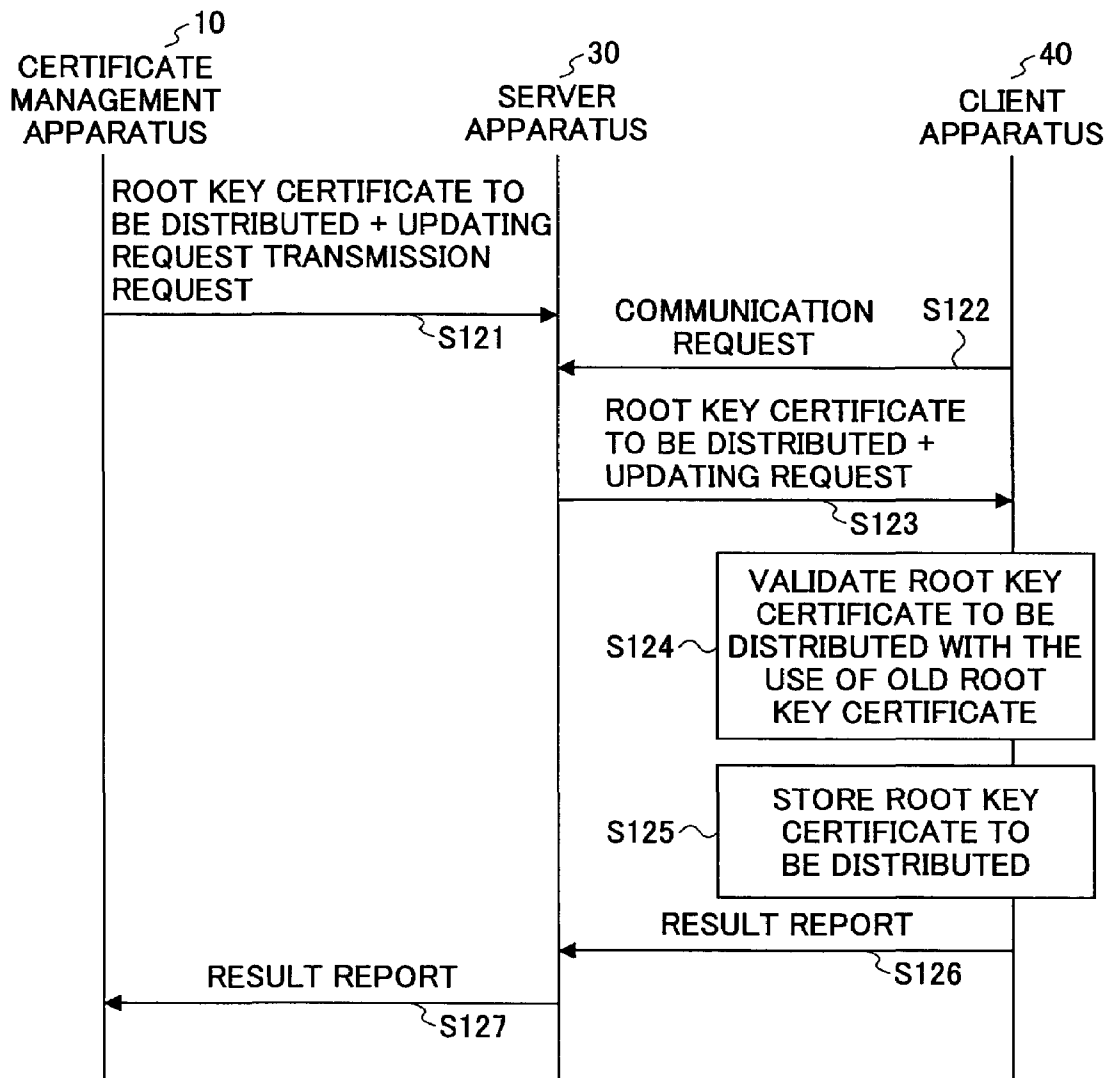 10
CERTIFICATE
MANAGEMENT
APPARATUS
30
SERVER
APPARATUS
40
CLIENT
APPARATUS
ROOT KEY CERTIFICATE TO
BE DISTRIBUTED + UPDATING
REQUEST TRANSMISSION
REQUEST
S121
COMMUNICATION
REQUEST
S122
ROOT KEY CERTIFICATE
TO BE DISTRIBUTED +
UPDATING REQUEST
S123
S124
VALIDATE ROOT KEY
CERTIFICATE TO BE
DISTRIBUTED WITH THE
USE OF OLD ROOT
KEY CERTIFICATE
S125
STORE ROOT KEY
CERTIFICATE TO
BE DISTRIBUTED
RESULT REPORT
S126
RESULT REPORT
S127